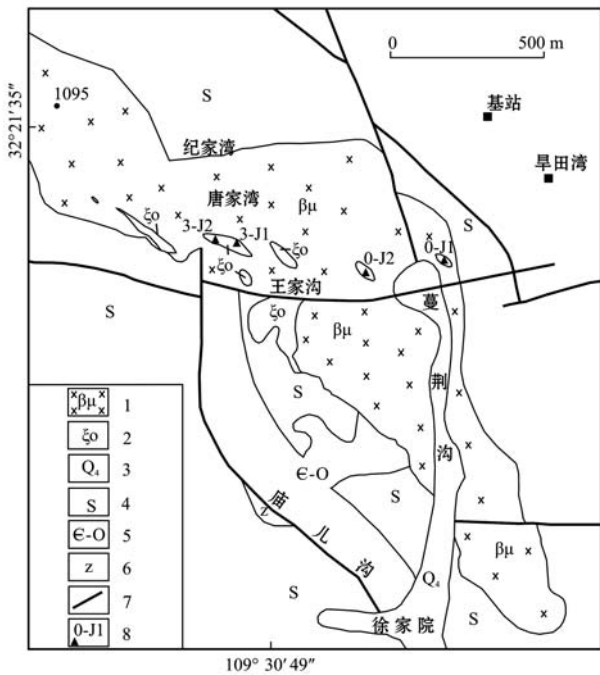 0 500 m
1095
S
基站
32°21′35″
纪家湾
旱田湾
唐家湾
ξο
3-J2
3-J1
βμ
S
0-J1
ξο
0-J2
ξο
王家沟
S
ξο
蔓荆沟
βμ
S
Є-O
S
z
庙儿沟
βμ
Q₄
S
徐家院
S
βμ 1
ξο 2
Q₄ 3
S 4
Є-O 5
z 6
7
0-J1 8
109° 30′49″